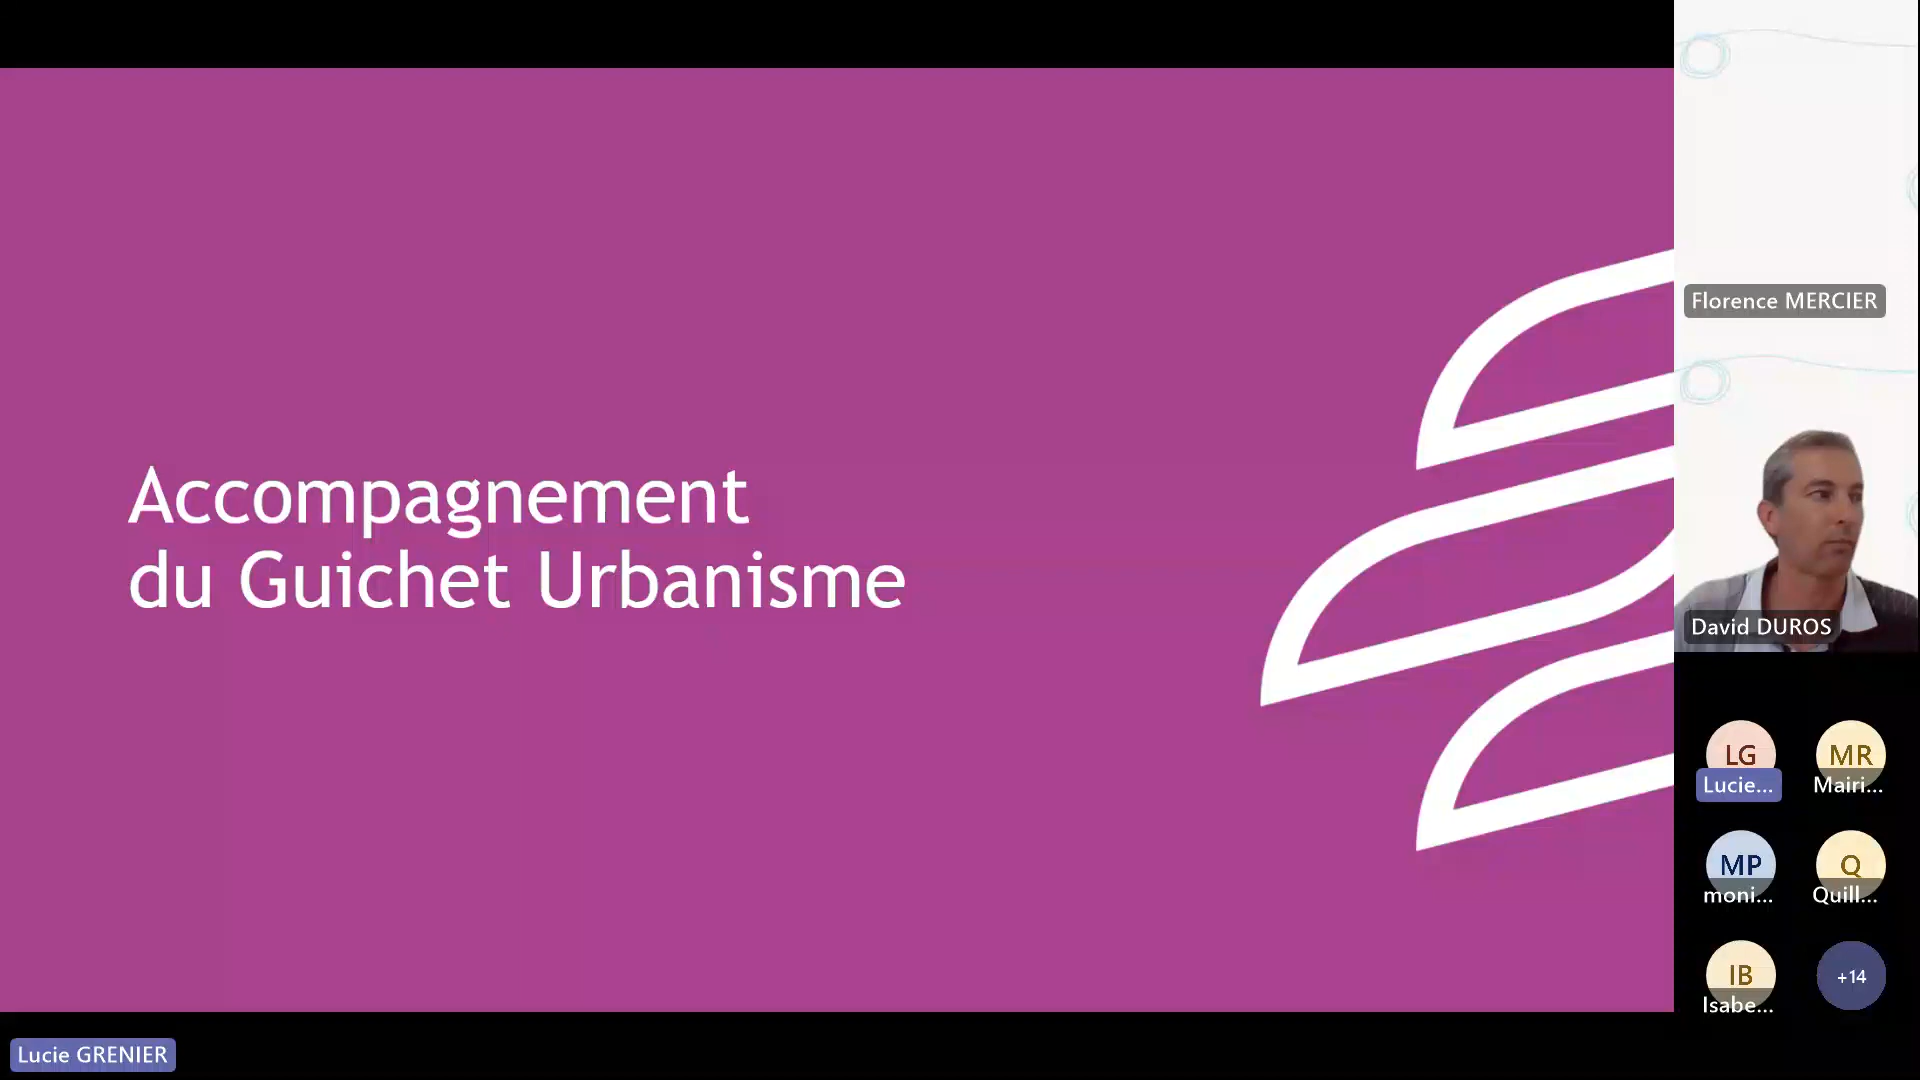 Accompagnement
du Guichet Urbanisme
Florence MERCIER
David DUROS
LG
Lucie...
MR
Mairi...
MP
moni...
Q
Quill...
IB
Isabe...
+14
Lucie GRENIER